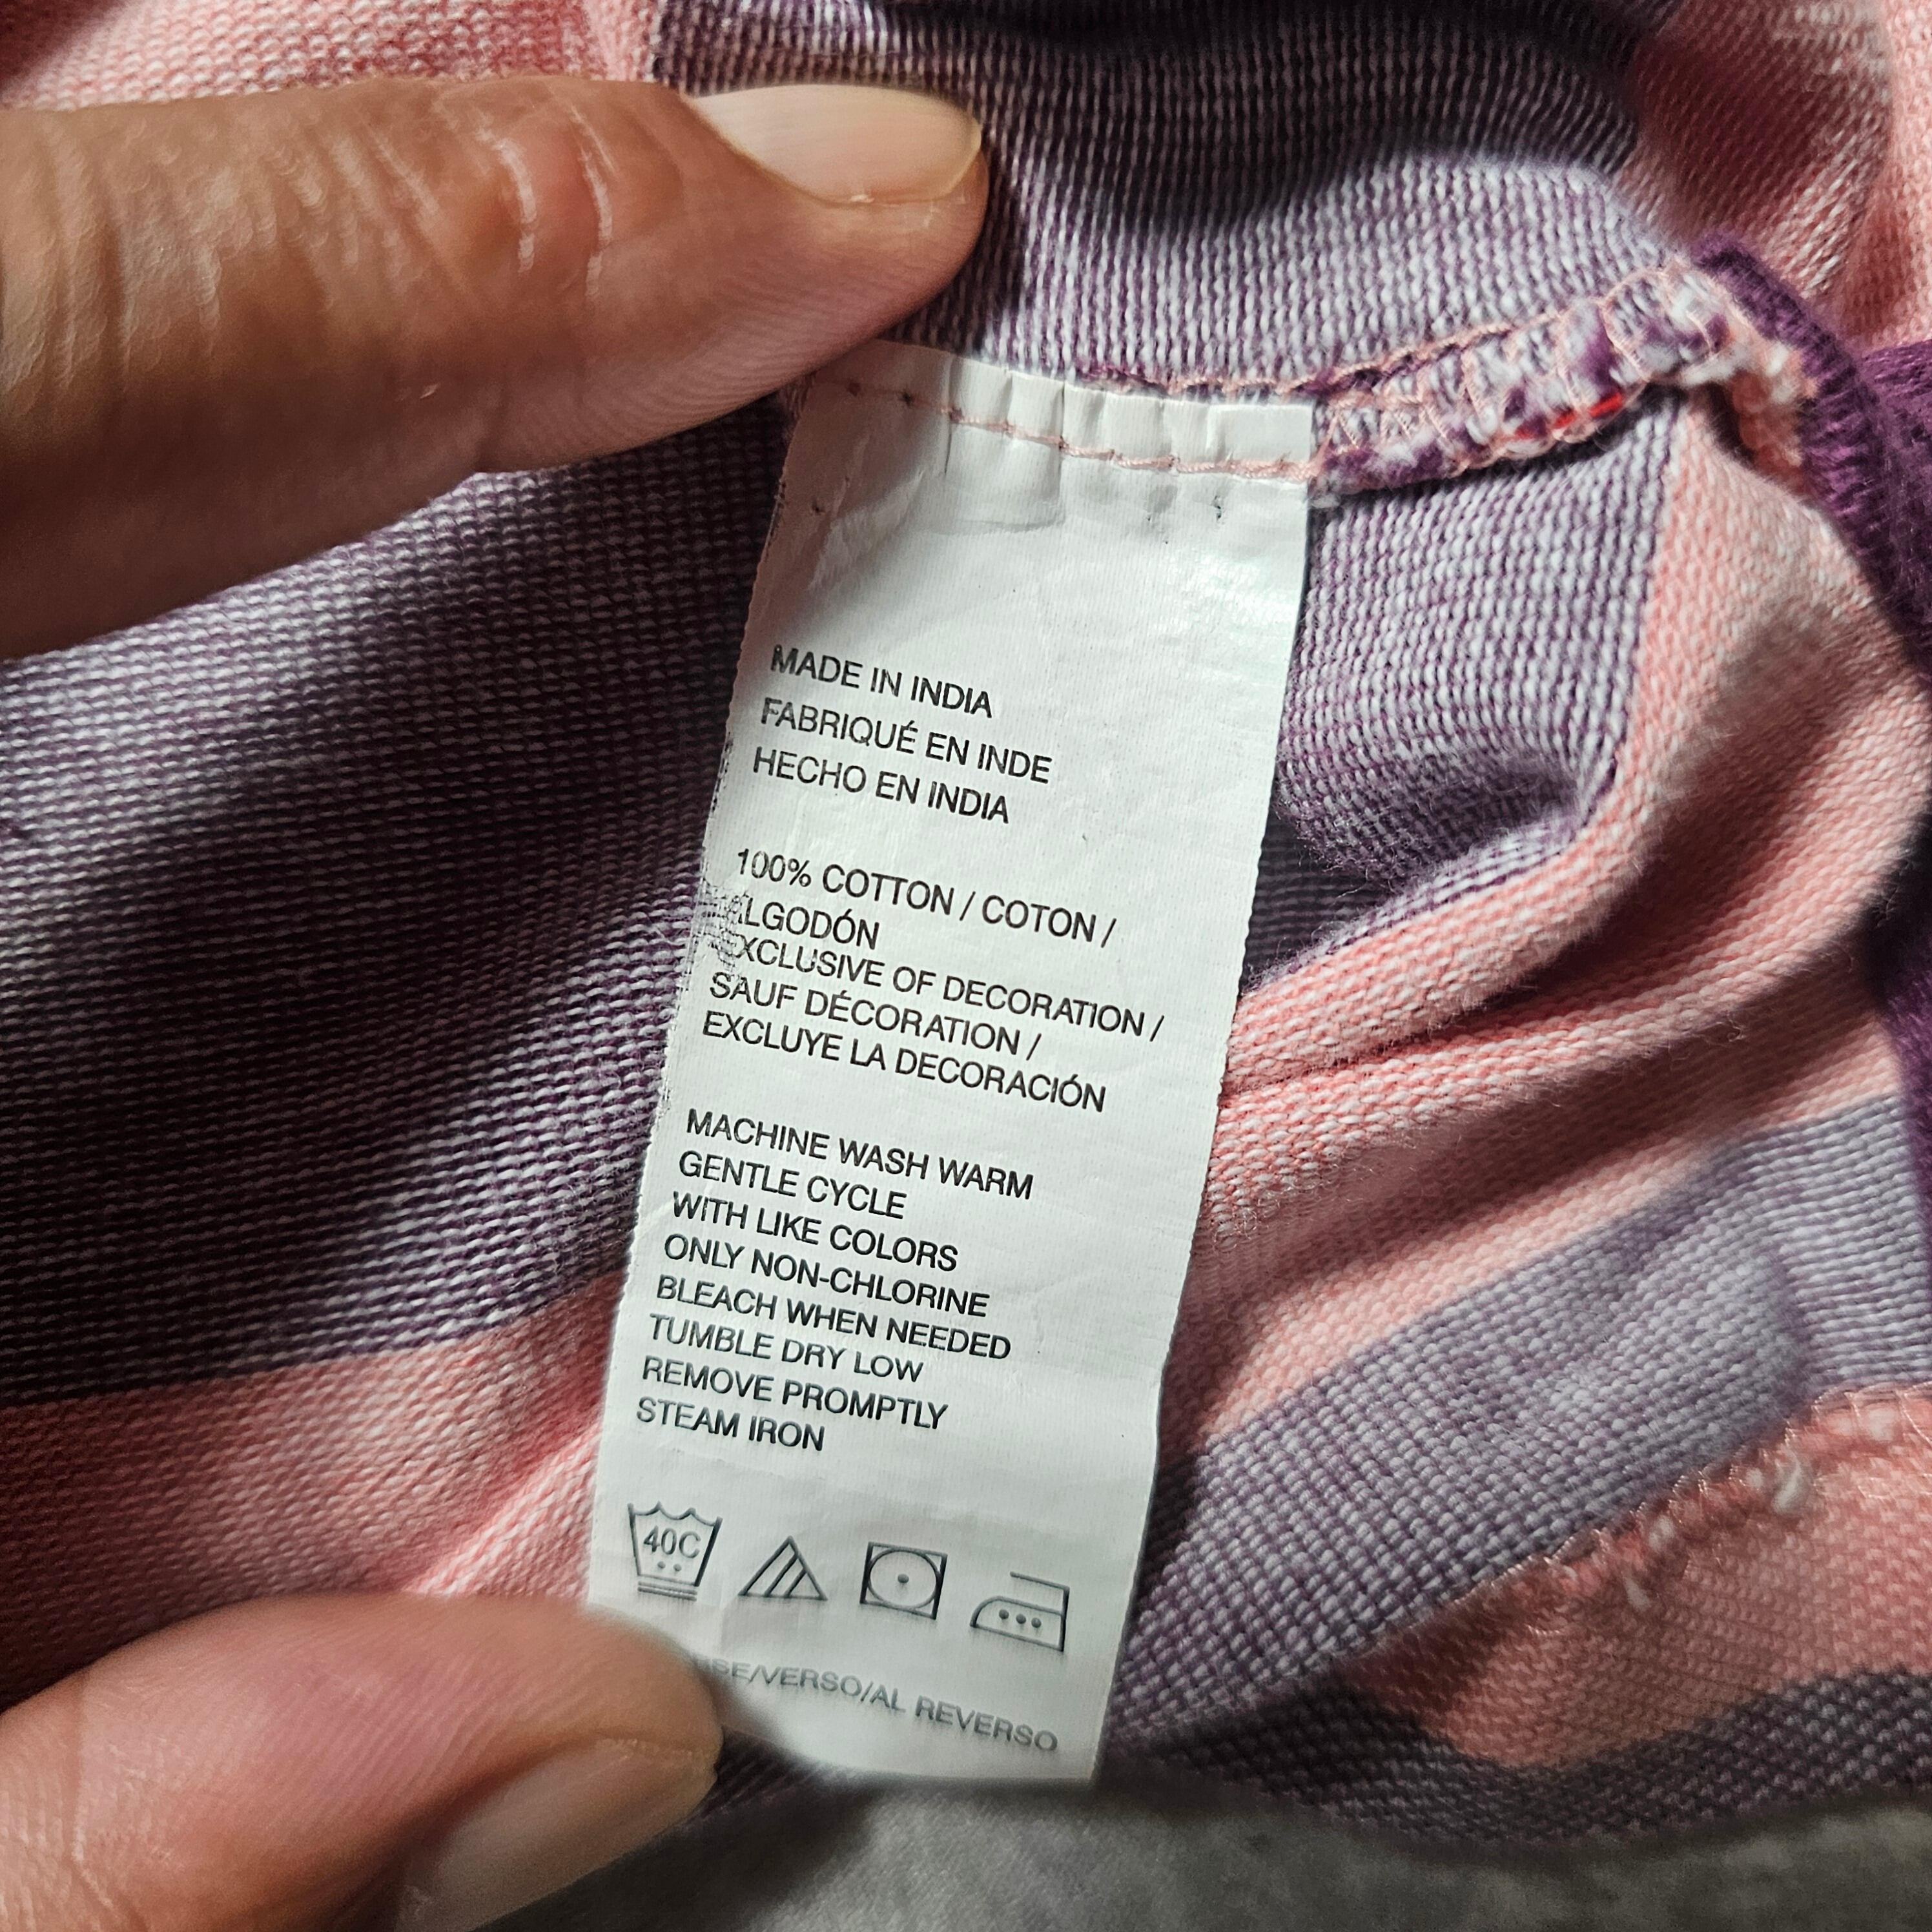 MADE IN INDIA
FABRIQUÉ EN INDE
HECHO EN INDIA
100% COTTON / COTON /
ALGODÓN
EXCLUSIVE OF DECORATION /
SAUF DÉCORATION /
EXCLUYE LA DECORACIÓN
MACHINE WASH WARM
GENTLE CYCLE
WITH LIKE COLORS
ONLY NON-CHLORINE
BLEACH WHEN NEEDED
TUMBLE DRY LOW
REMOVE PROMPTLY
STEAM IRON
40C
/VERSO/AL REVERSO